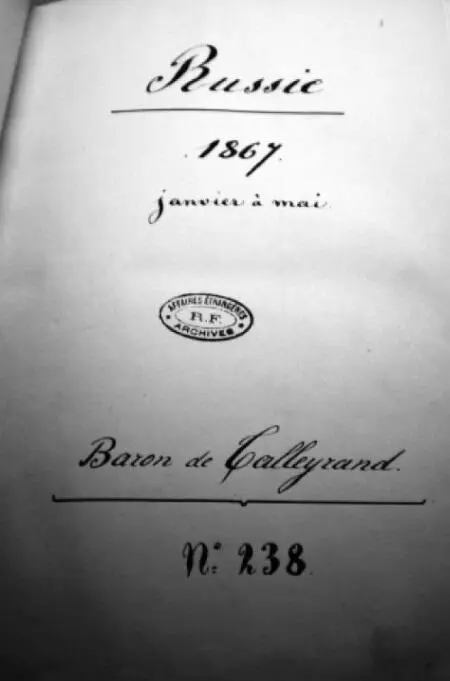 Russie
1867.
janvier à mai.
AFFAIRES ÉTRANGÈRES
R.F.
ARCHIVES
Baron de Talleyrand.
N.º 238.